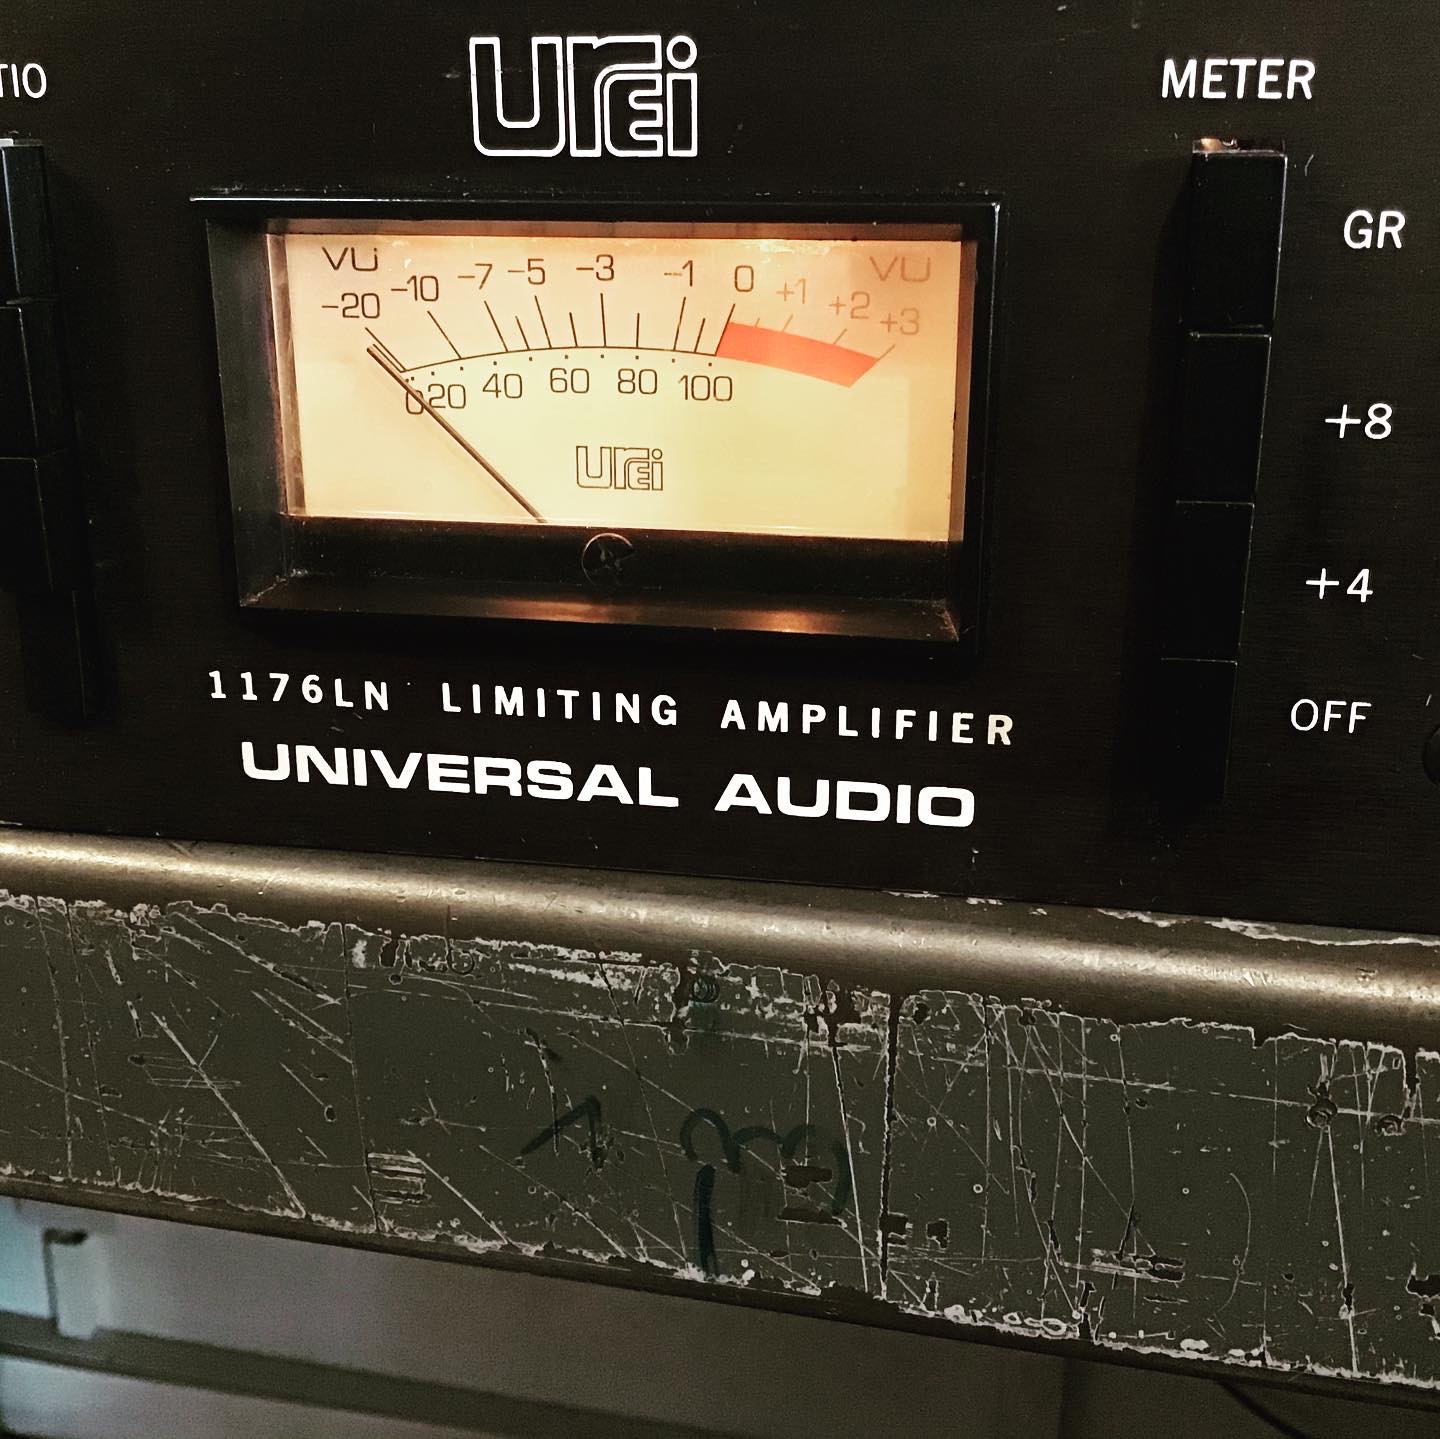 urei
TIO
METER
GR
+8
+4
OFF
VU VU
-20 -10 -7 -5 -3 -1 0 +1 +2 +3
0 20 40 60 80 100
urei
1176LN LIMITING AMPLIFIER
UNIVERSAL AUDIO